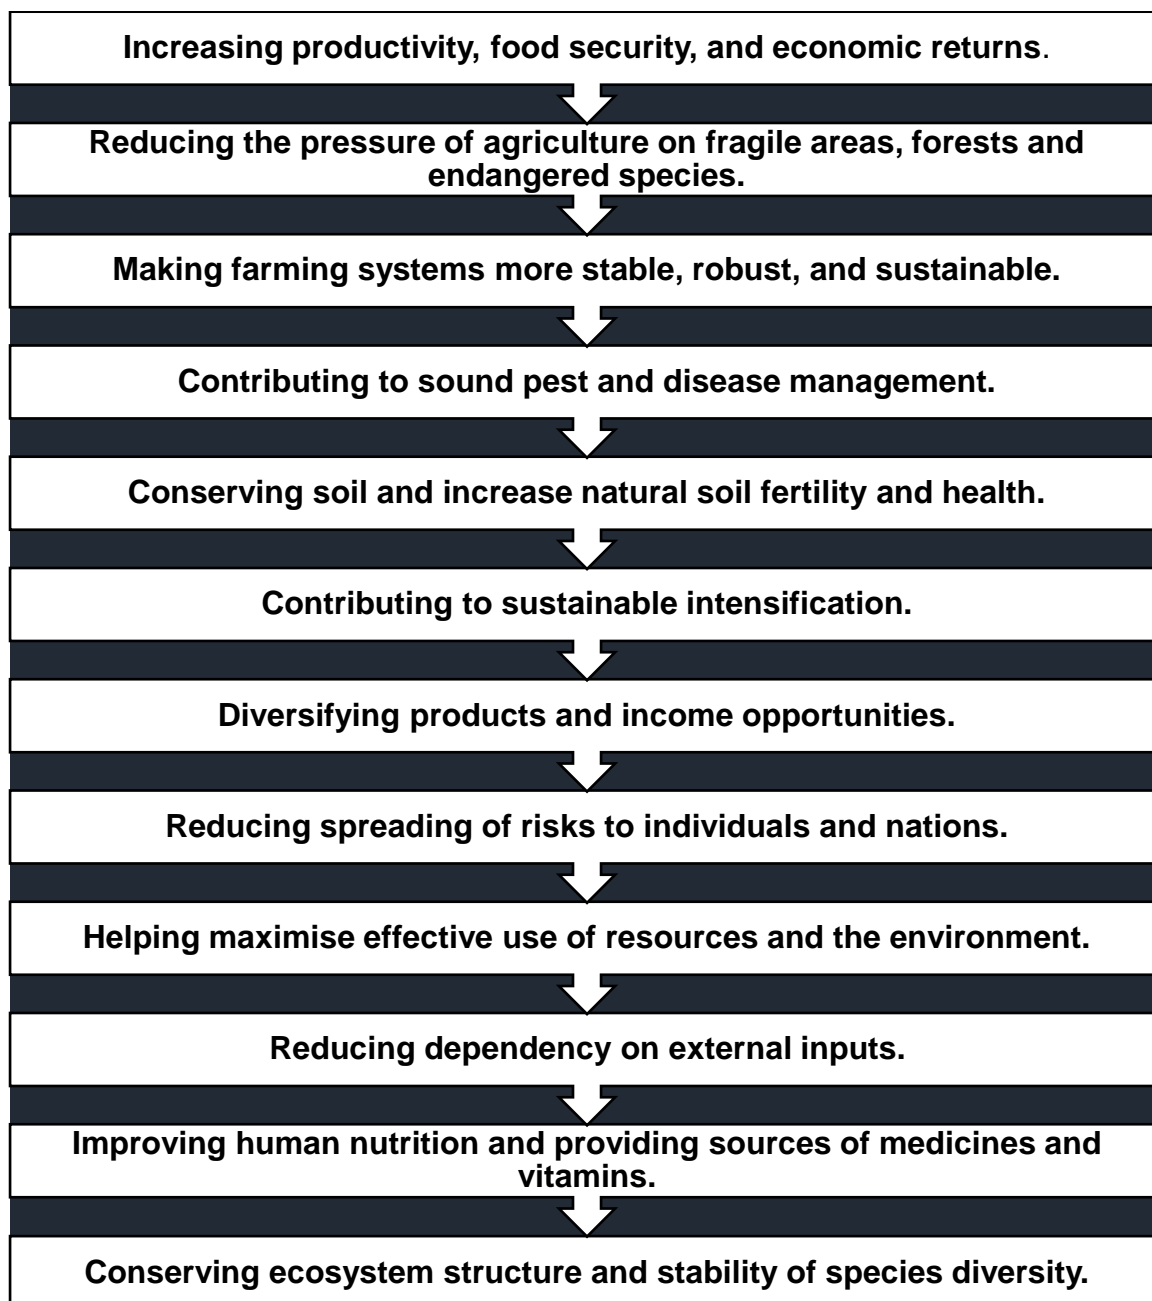 Increasing productivity, food security, and economic returns.
Reducing the pressure of agriculture on fragile areas, forests and
endangered species.
Making farming systems more stable, robust, and sustainable.
Contributing to sound pest and disease management.
Conserving soil and increase natural soil fertility and health.
Contributing to sustainable intensification.
Diversifying products and income opportunities.
Reducing spreading of risks to individuals and nations.
Helping maximise effective use of resources and the environment.
Reducing dependency on external inputs.
Improving human nutrition and providing sources of medicines and
vitamins.
Conserving ecosystem structure and stability of species diversity.